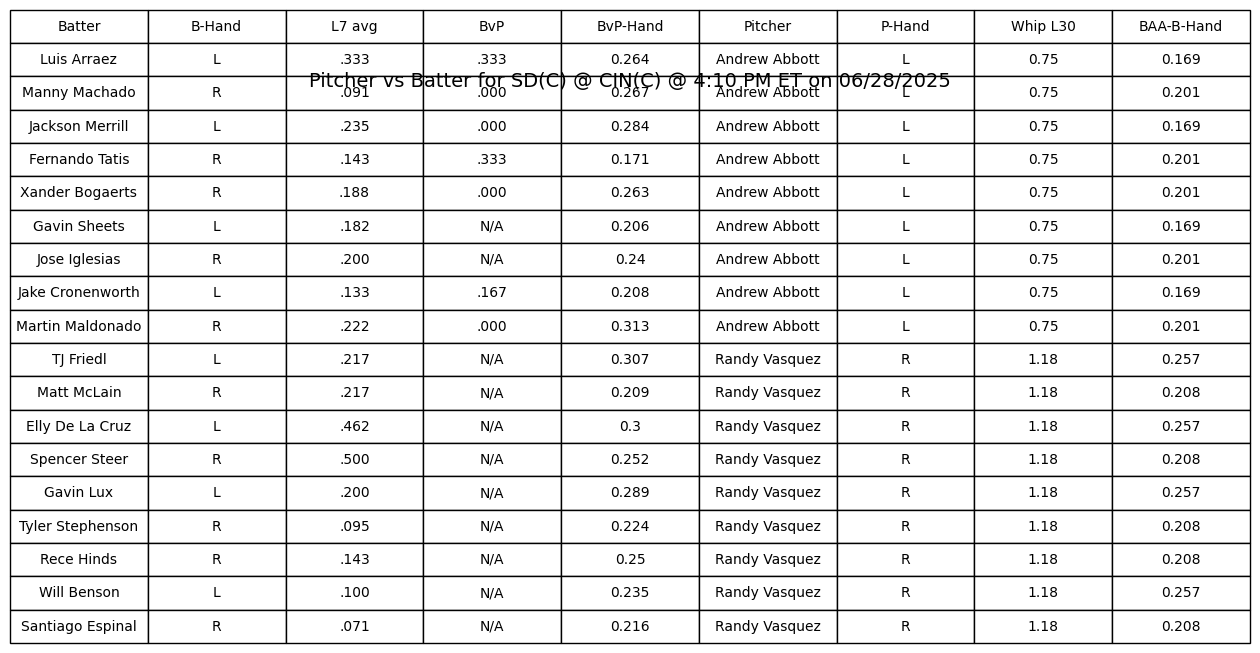 Batter B-Hand L7 avg BvP BvP-Hand Pitcher P-Hand Whip L30 BAA-B-Hand
Luis Arraez L .333 .333 0.264 Andrew Abbott L 0.75 0.169
Pitcher vs Batter for SD(C) @ CIN(C) @ 4:10 PM ET on 06/28/2025
Manny Machado R .091 .000 0.267 Andrew Abbott L 0.75 0.201
Jackson Merrill L .235 .000 0.284 Andrew Abbott L 0.75 0.169
Fernando Tatis R .143 .333 0.171 Andrew Abbott L 0.75 0.201
Xander Bogaerts R .188 .000 0.263 Andrew Abbott L 0.75 0.201
Gavin Sheets L .182 N/A 0.206 Andrew Abbott L 0.75 0.169
Jose Iglesias R .200 N/A 0.24 Andrew Abbott L 0.75 0.201
Jake Cronenworth L .133 .167 0.208 Andrew Abbott L 0.75 0.169
Martin Maldonado R .222 .000 0.313 Andrew Abbott L 0.75 0.201
TJ Friedl L .217 N/A 0.307 Randy Vasquez R 1.18 0.257
Matt McLain R .217 N/A 0.209 Randy Vasquez R 1.18 0.208
Elly De La Cruz L .462 N/A 0.3 Randy Vasquez R 1.18 0.257
Spencer Steer R .500 N/A 0.252 Randy Vasquez R 1.18 0.208
Gavin Lux L .200 N/A 0.289 Randy Vasquez R 1.18 0.257
Tyler Stephenson R .095 N/A 0.224 Randy Vasquez R 1.18 0.208
Rece Hinds R .143 N/A 0.25 Randy Vasquez R 1.18 0.208
Will Benson L .100 N/A 0.235 Randy Vasquez R 1.18 0.257
Santiago Espinal R .071 N/A 0.216 Randy Vasquez R 1.18 0.208